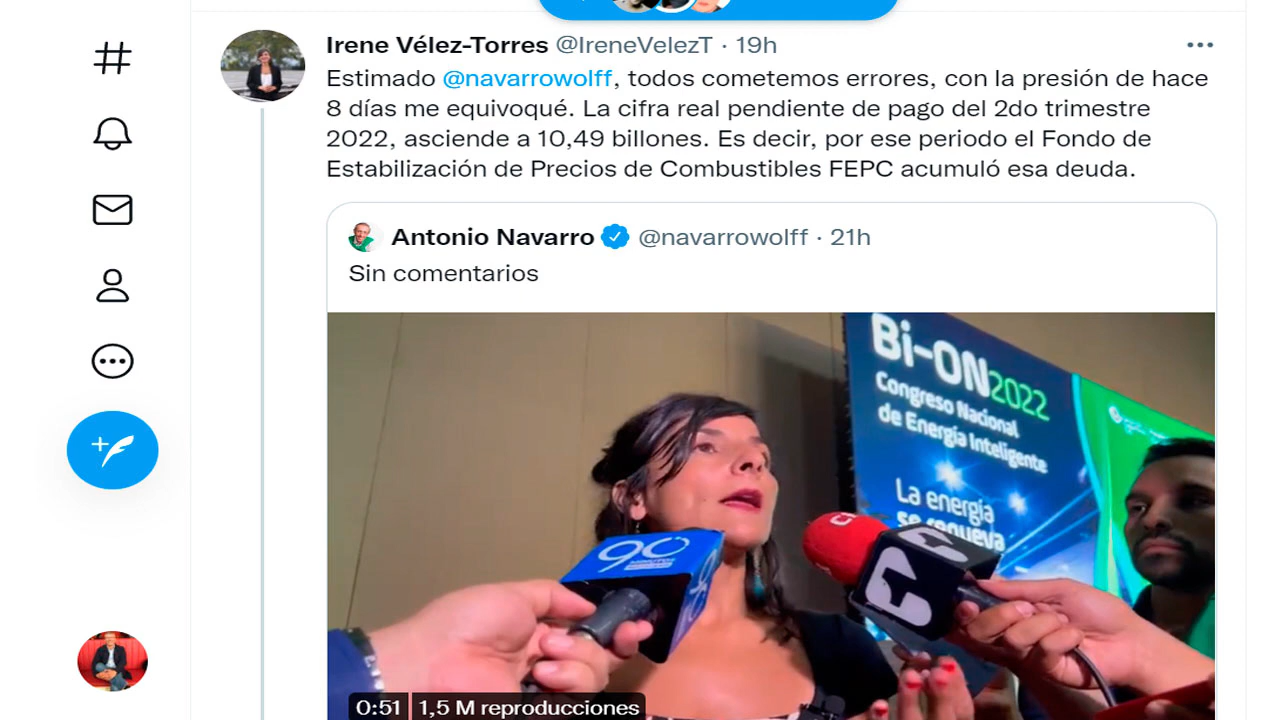 Irene Vélez-Torres @IreneVelezT · 19h
Estimado @navarrowolff, todos cometemos errores, con la presión de hace
8 días me equivoqué. La cifra real pendiente de pago del 2do trimestre
2022, asciende a 10,49 billones. Es decir, por ese periodo el Fondo de
Estabilización de Precios de Combustibles FEPC acumuló esa deuda.
Antonio Navarro @navarrowolff · 21h
Sin comentarios
Bi-ON2022
Congreso Nacional
de Energía Inteligente
La energía
se renueva
90
0:51 1,5 M reproducciones